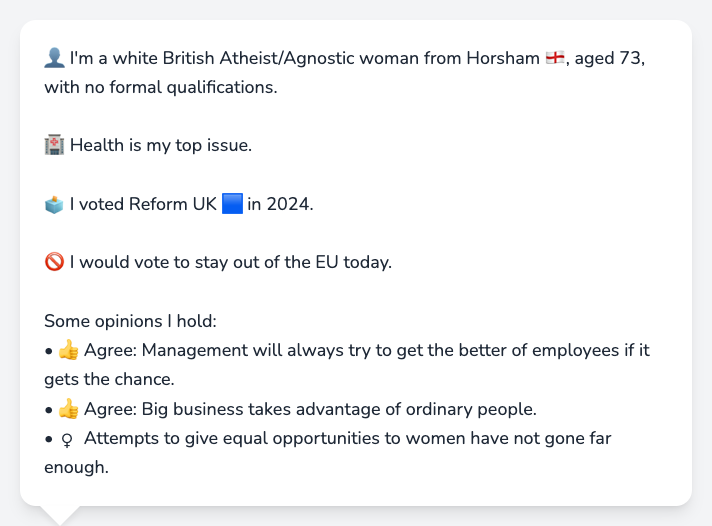 👤 I'm a white British Atheist/Agnostic woman from Horsham 🏴󠁧󠁢󠁥󠁮󠁧󠁿, aged 73,
with no formal qualifications.
🏥 Health is my top issue.
🗳️ I voted Reform UK 🟦 in 2024.
🚫 I would vote to stay out of the EU today.
Some opinions I hold:
• 👍 Agree: Management will always try to get the better of employees if it
gets the chance.
• 👍 Agree: Big business takes advantage of ordinary people.
• ♀ Attempts to give equal opportunities to women have not gone far
enough.